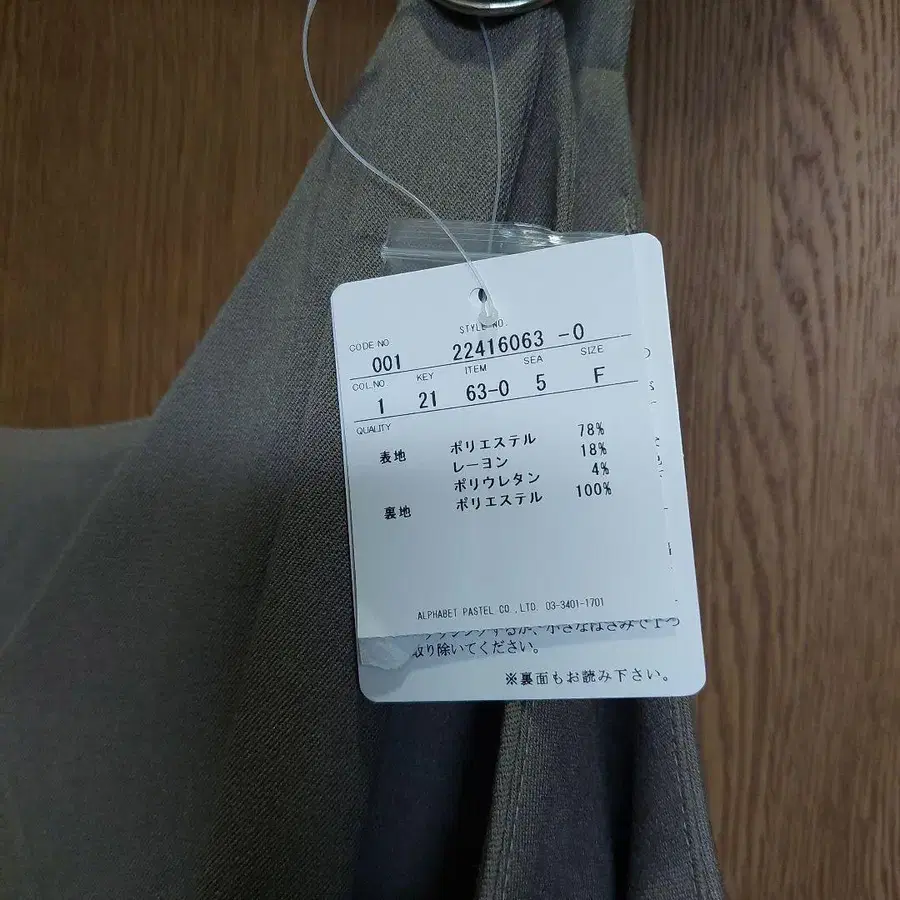 STYLE NO.
CODE NO
001 22416063 -0
COL.NO. KEY ITEM SEA SIZE
1 21 63-0 5 F
QUALITY
表地 ポリエステル 78%
レーヨン 18%
ポリウレタン 4%
裏地 ポリエステル 100%
ALPHABET PASTEL CO.,LTD. 03-3401-1701
取り除いてください。
※裏面もお読み下さい。